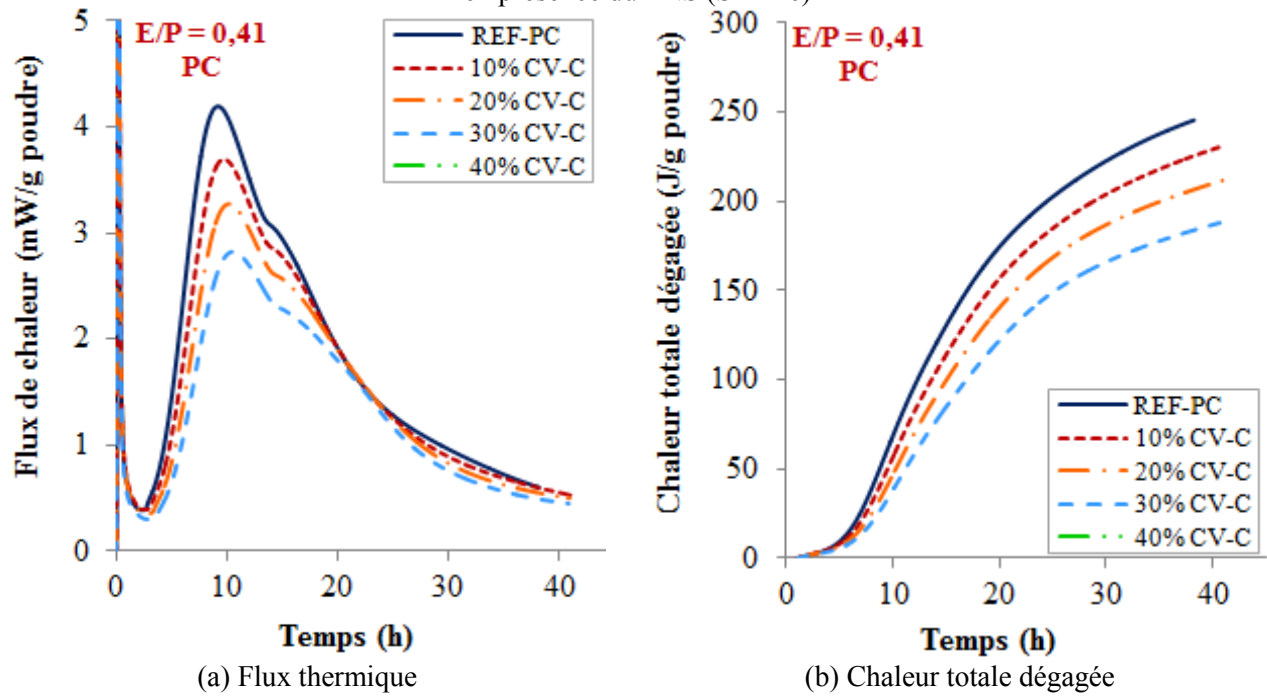 E/P = 0,41
PC
REF-PC
10% CV-C
20% CV-C
30% CV-C
40% CV-C
Flux de chaleur (mW/g poudre)
5
4
3
2
1
0
0
10
20
30
40
Temps (h)
(a) Flux thermique
E/P = 0,41
PC
REF-PC
10% CV-C
20% CV-C
30% CV-C
40% CV-C
Chaleur totale dégagée (J/g poudre)
300
250
200
150
100
50
0
0
10
20
30
40
Temps (h)
(b) Chaleur totale dégagée